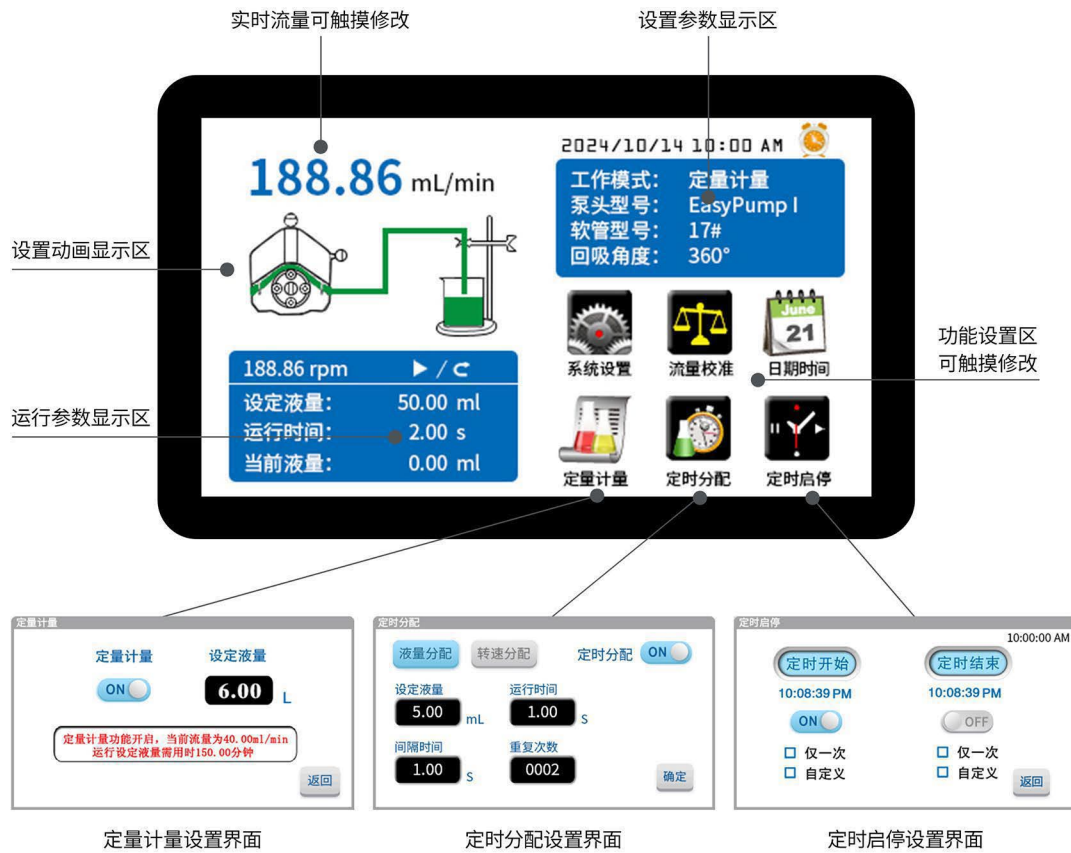 实时流量可触摸修改
设置参数显示区
2024/10/14 10:00 AM
188.86 mL/min
工作模式： 定量计量
泵头型号： EasyPump I
软管型号： 17#
回吸角度： 360°
设置动画显示区
June
21
系统设置
流量校准
日期时间
功能设置区
可触摸修改
188.86 rpm
/
设定液量： 50.00 ml
运行时间： 2.00 s
当前液量： 0.00 ml
运行参数显示区
定量计量
定时分配
定时启停
定量计量
定量计量
设定液量
ON
6.00 L
定量计量功能开启，当前流量为40.00ml/min
运行设定液量需用时150.00分钟
返回
定量计量设置界面
定时分配
液量分配
转速分配
定时分配 ON
设定液量
运行时间
5.00 mL
1.00 S
间隔时间
重复次数
1.00 S
0002
确定
定时分配设置界面
定时启停
10:00:00 AM
定时开始
定时结束
10:08:39 PM
10:08:39 PM
ON
OFF
仅一次
仅一次
自定义
自定义
返回
定时启停设置界面